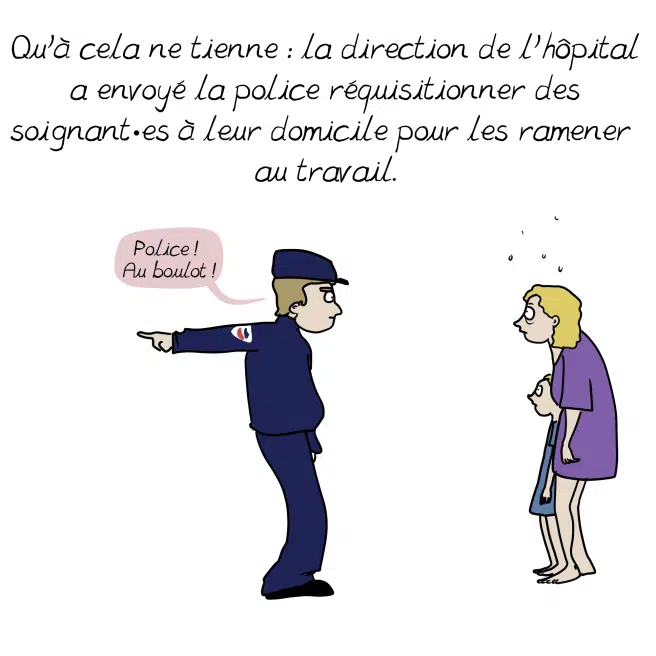 Qu'à cela ne tienne : la direction de l'hôpital
a envoyé la police réquisitionner des
soignant•es à leur domicile pour les ramener
au travail.
Police !
Au boulot !